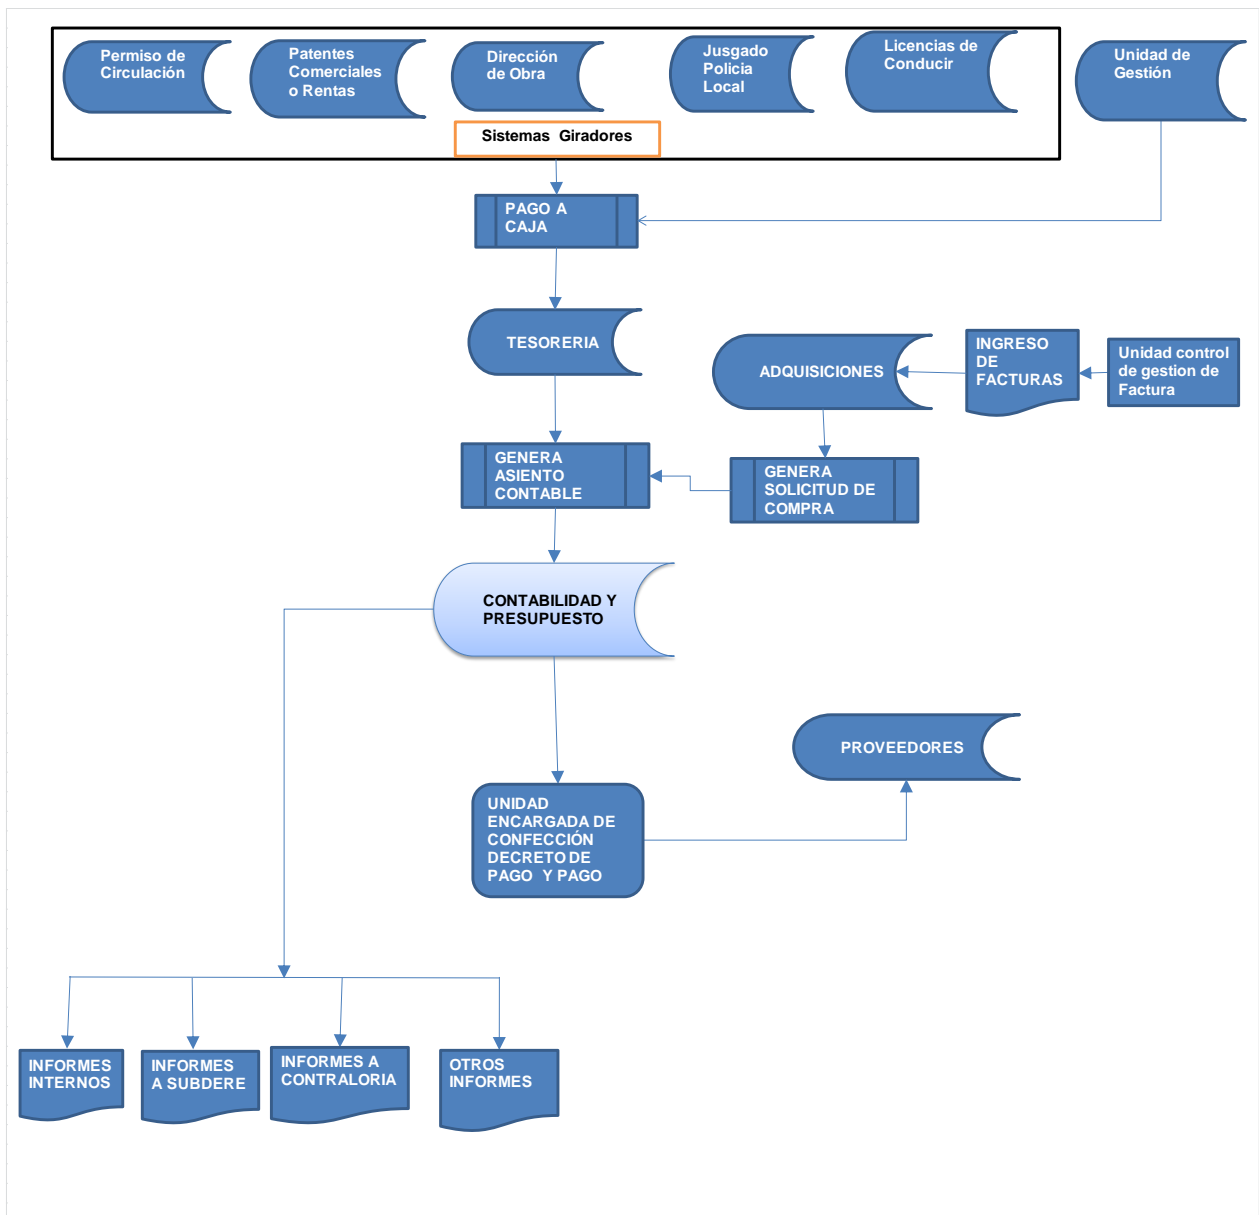 Permiso de
Circulación
Patentes
Comerciales
o Rentas
Dirección
de Obra
Jusgado
Policia
Local
Licencias de
Conducir
Unidad de
Gestión
Sistemas Giradores
PAGO A
CAJA
TESORERIA
ADQUISICIONES
INGRESO
DE
FACTURAS
Unidad control
de gestion de
Factura
GENERA
ASIENTO
CONTABLE
GENERA
SOLICITUD DE
COMPRA
CONTABILIDAD Y
PRESUPUESTO
PROVEEDORES
UNIDAD
ENCARGADA DE
CONFECCIÓN
DECRETO DE
PAGO Y PAGO
INFORMES
INTERNOS
INFORMES
A SUBDERE
INFORMES A
CONTRALORIA
OTROS
INFORMES